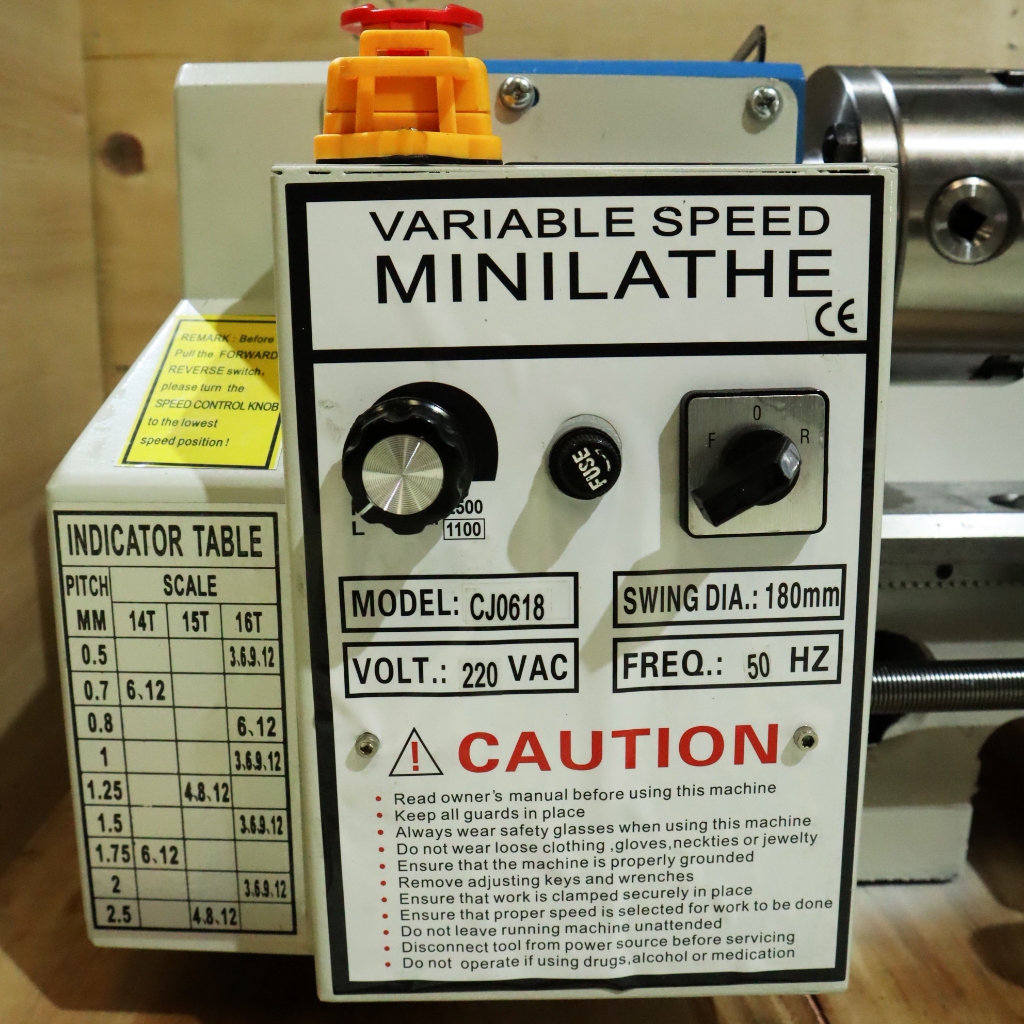 VARIABLE SPEED
MINILATHE
CE
REMARK : Before
Pull the FORWARD
REVERSE switch,
please turn the
SPEED CONTROL KNOB
to the lowest
speed position !
FUSE
O
F R
2500
L 1100
INDICATOR TABLE
PITCH SCALE
MM 14T 15T 16T
0.5 3.6.9.12
0.7 6、12
0.8 6、12
1 3.6.9.12
1.25 4.8、12
1.5 3.6.9.12
1.75 6、12
2 3.6.9.12
2.5 4.8、12
MODEL: CJ0618
SWING DIA.: 180mm
VOLT.: 220 VAC
FREQ.: 50 HZ
! CAUTION
• Read owner's manual before using this machine
• Keep all guards in place
• Always wear safety glasses when using this machine
• Do not wear loose clothing ,gloves,neckties or jewelty
• Ensure that the machine is properly grounded
• Remove adjusting keys and wrenches
• Ensure that work is clamped securely in place
• Ensure that proper speed is selected for work to be done
• Do not leave running machine unattended
• Disconnect tool from power source before servicing
• Do not operate if using drugs,alcohol or medication